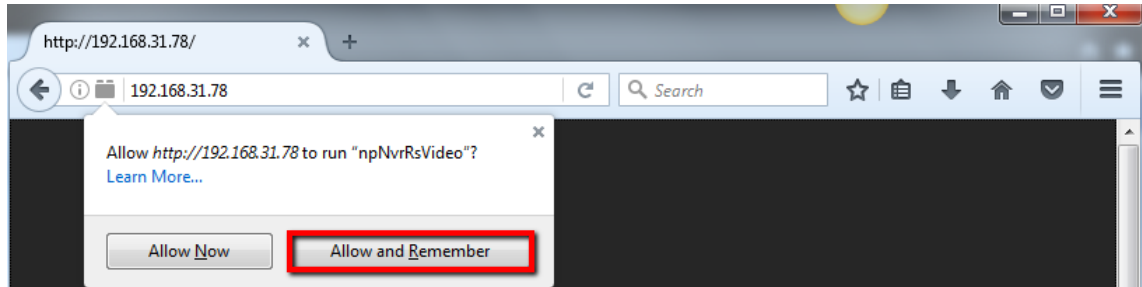 http://192.168.31.78/
192.168.31.78
Search
Allow http://192.168.31.78 to run “npNvrRsVideo”?
Learn More...
Allow Now
Allow and Remember